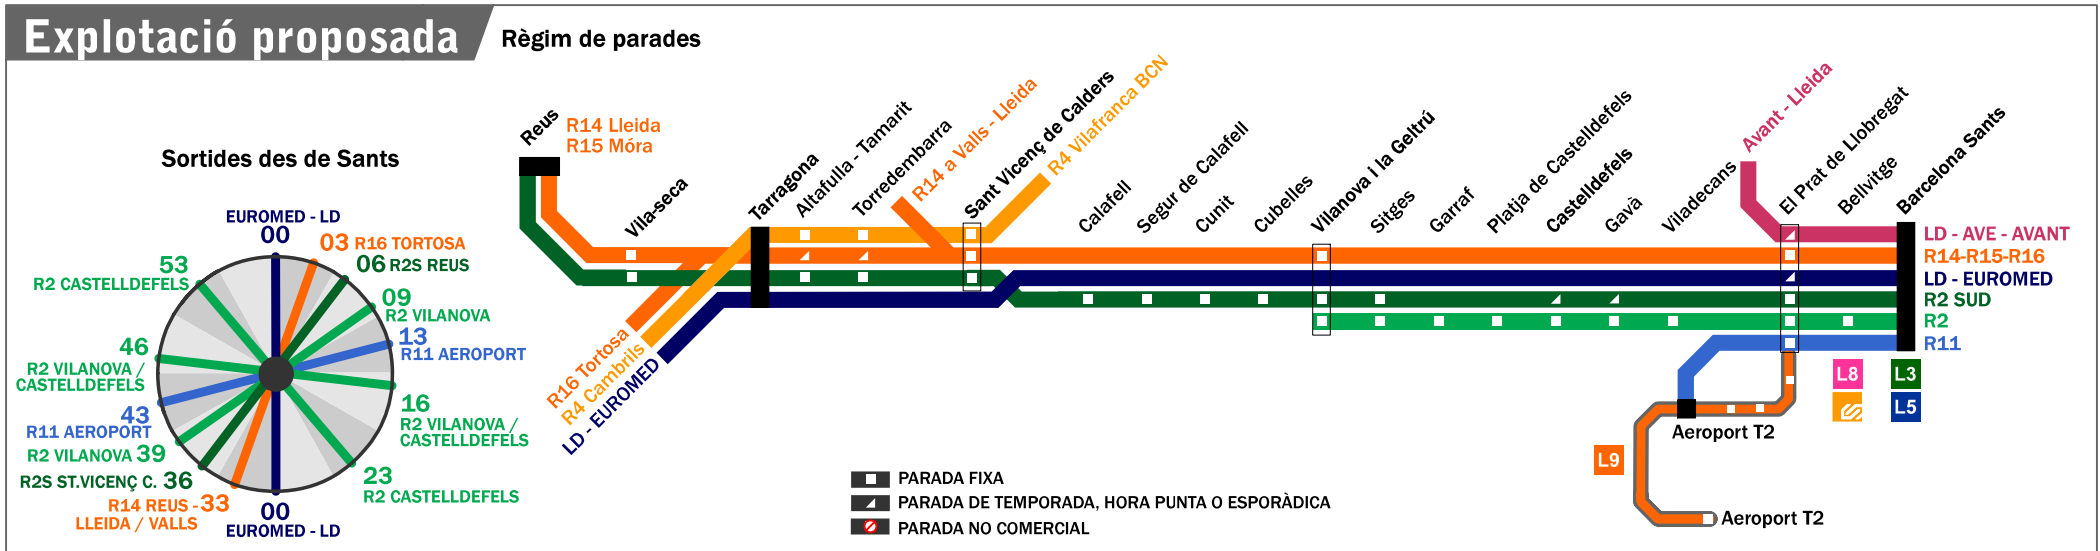 Explotació proposada
Règim de parades
Sortides des de Sants
EUROMED - LD
00
03 R16 TORTOSA
06 R2S REUS
09
R2 VILANOVA
13
R11 AEROPORT
16
R2 VILANOVA /
CASTELLDEFELS
23
R2 CASTELLDEFELS
00
EUROMED - LD
R14 REUS - 33
LLEIDA / VALLS
R2S ST.VICENÇ C. 36
R2 VILANOVA 39
43
R11 AEROPORT
46
R2 VILANOVA /
CASTELLDEFELS
53
R2 CASTELLDEFELS
Reus
R14 Lleida
R15 Móra
Vila-seca
Tarragona
Altafulla - Tamarit
Torredembarra
R14 a Valls - Lleida
Sant Vicenç de Calders
R4 Vilafranca BCN
Calafell
Segur de Calafell
Cunit
Cubelles
Vilanova i la Geltrú
Sitges
Garraf
Platja de Castelldefels
Castelldefels
Gavà
Viladecans
Avant - Lleida
El Prat de Llobregat
Bellvitge
Barcelona Sants
LD - AVE - AVANT
R14-R15-R16
LD - EUROMED
R2 SUD
R2
R11
R16 Tortosa
R4 Cambrils
LD - EUROMED
L8
L3
L5
Aeroport T2
L9
Aeroport T2
PARADA FIXA
PARADA DE TEMPORADA, HORA PUNTA O ESPORÀDICA
PARADA NO COMERCIAL